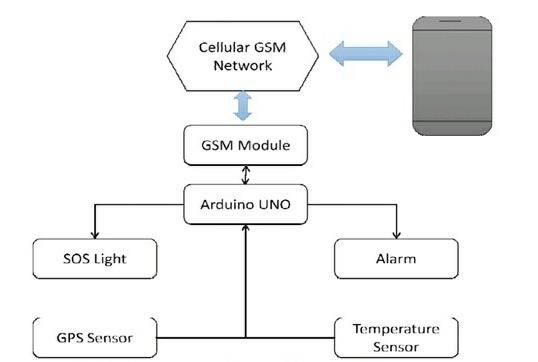 Cellular GSM
Network
GSM Module
Arduino UNO
SOS Light
Alarm
GPS Sensor
Temperature
Sensor